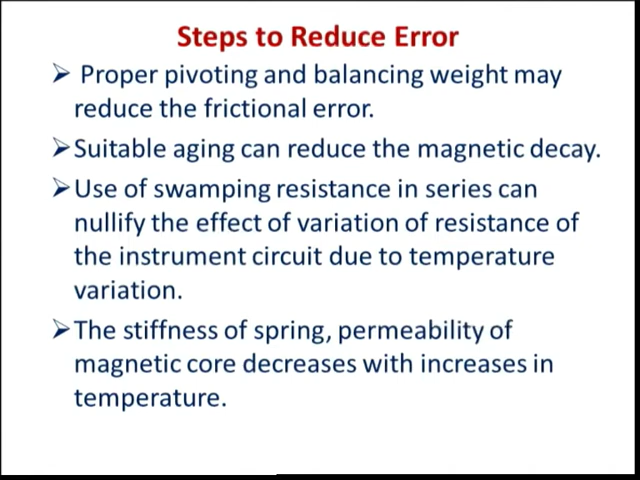 Steps to Reduce Error
➢ Proper pivoting and balancing weight may
reduce the frictional error.
➢Suitable aging can reduce the magnetic decay.
➢Use of swamping resistance in series can
nullify the effect of variation of resistance of
the instrument circuit due to temperature
variation.
➢The stiffness of spring, permeability of
magnetic core decreases with increases in
temperature.